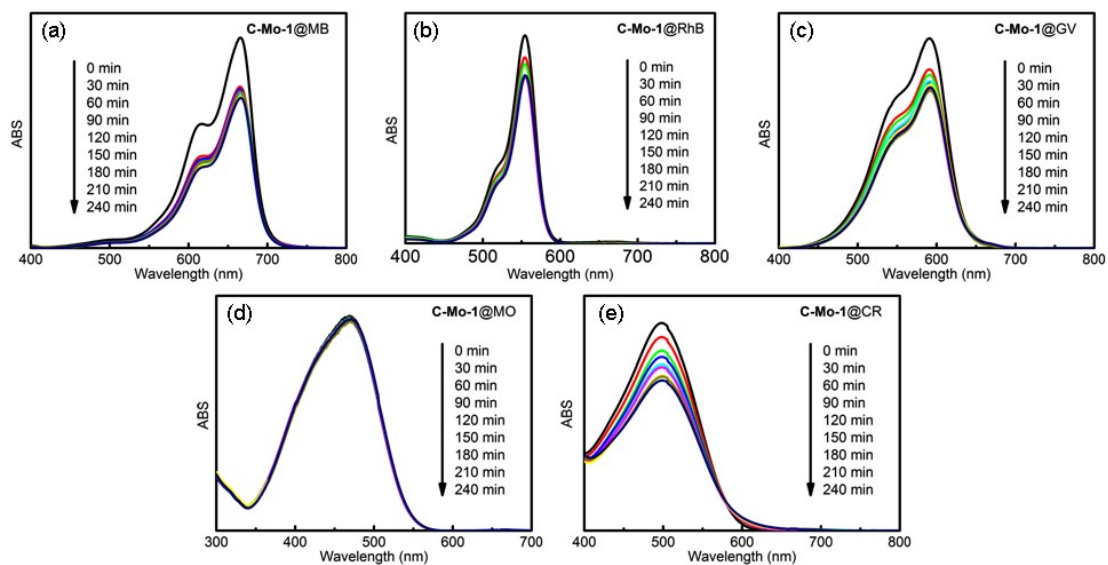 (a)
C-Mo-1@MB
0 min
30 min
60 min
90 min
120 min
150 min
180 min
210 min
240 min
ABS
400 500 600 700 800
Wavelength (nm)
(b)
C-Mo-1@RhB
0 min
30 min
60 min
90 min
120 min
150 min
180 min
210 min
240 min
ABS
400 500 600 700 800
Wavelength (nm)
(c)
C-Mo-1@GV
0 min
30 min
60 min
90 min
120 min
150 min
180 min
210 min
240 min
ABS
400 500 600 700 800
Wavelength (nm)
(d)
C-Mo-1@MO
0 min
30 min
60 min
90 min
120 min
150 min
180 min
210 min
240 min
ABS
300 400 500 600 700
Wavelength (nm)
(e)
C-Mo-1@CR
0 min
30 min
60 min
90 min
120 min
150 min
180 min
210 min
240 min
ABS
400 500 600 700 800
Wavelength (nm)